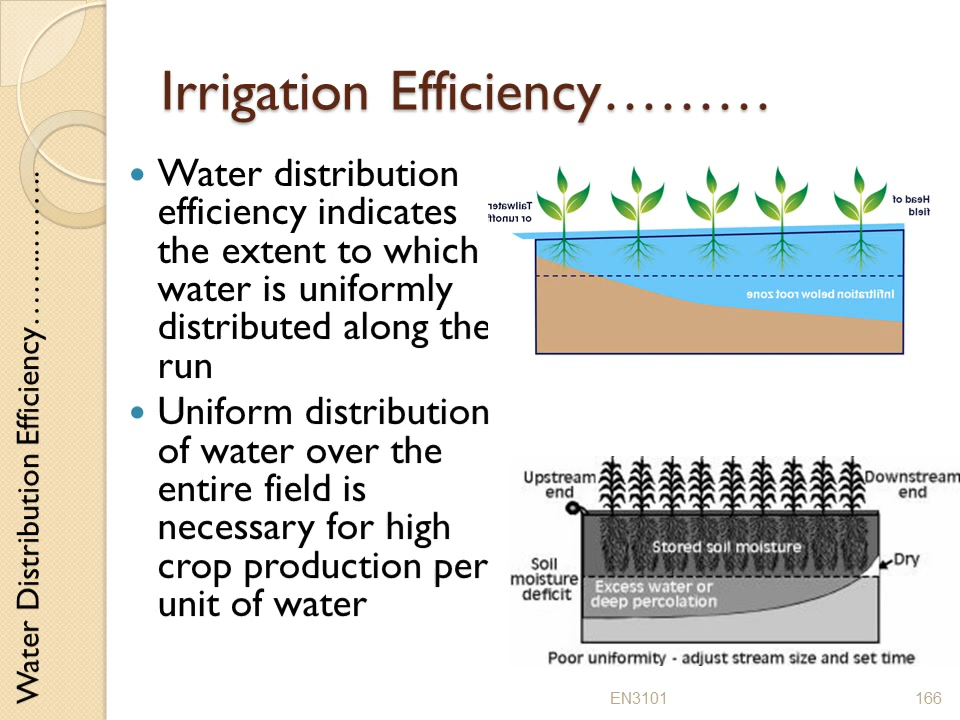 Irrigation Efficiency………
Water Distribution Efficiency………..……..
• Water distribution
efficiency indicates
the extent to which
water is uniformly
distributed along the
run
• Uniform distribution
of water over the
entire field is
necessary for high
crop production per
unit of water
Tailwater
or runoff
Head of
field
Infiltration below root zone
Upstream
end
Downstream
end
Stored soil moisture
Soil
moisture
deficit
Dry
Excess water or
deep percolation
Poor uniformity - adjust stream size and set time
EN3101
166